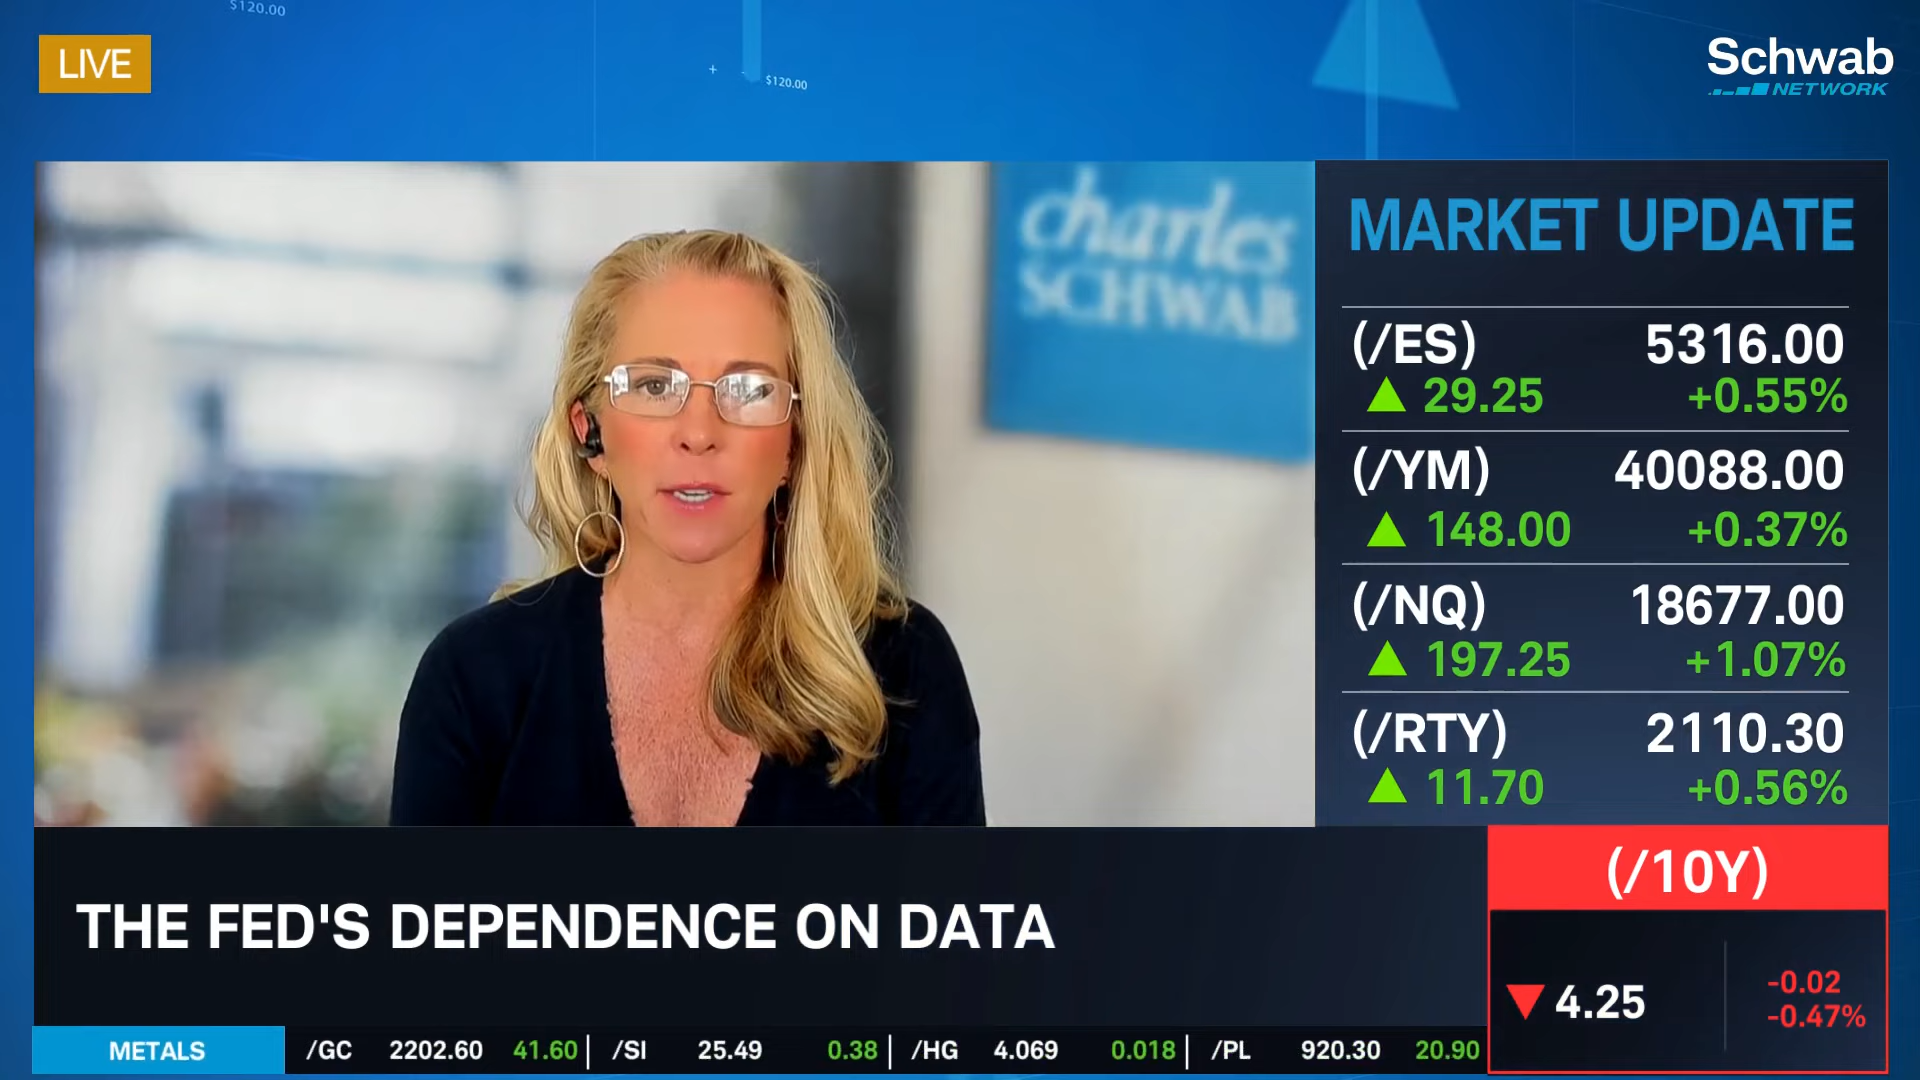 $120.00
LIVE
+
$120.00
Schwab
NETWORK
charles
SCHWAB
MARKET UPDATE
(/ES) 5316.00
▲ 29.25 +0.55%
(/YM) 40088.00
▲ 148.00 +0.37%
(/NQ) 18677.00
▲ 197.25 +1.07%
(/RTY) 2110.30
▲ 11.70 +0.56%
(/10Y)
▼ 4.25
-0.02
-0.47%
THE FED'S DEPENDENCE ON DATA
METALS /GC 2202.60 41.60 | /SI 25.49 0.38 | /HG 4.069 0.018 | /PL 920.30 20.90